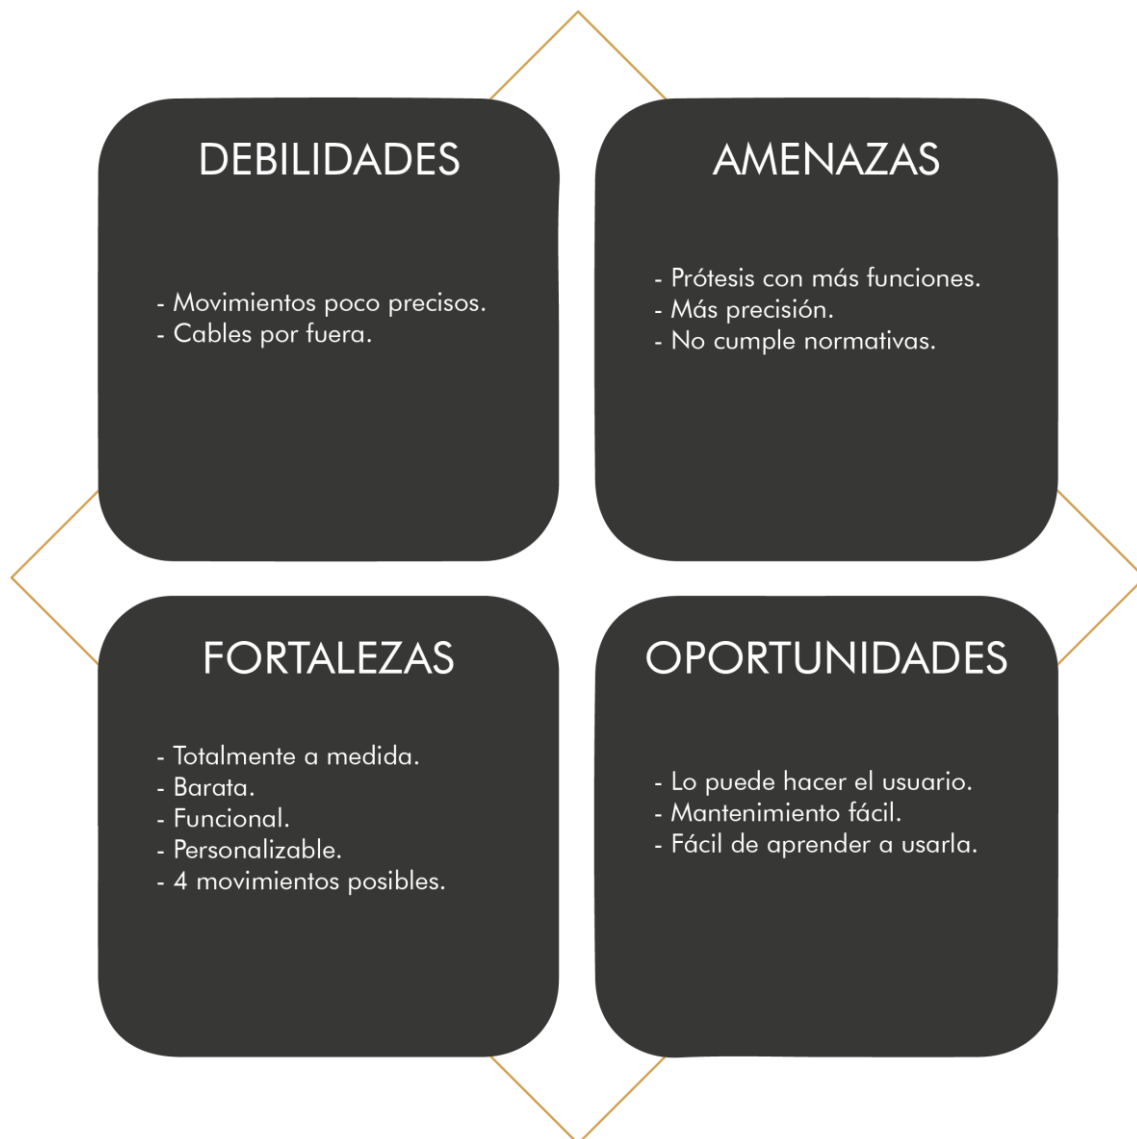 DEBILIDADES
- Movimientos poco precisos.
- Cables por fuera.
AMENAZAS
- Prótesis con más funciones.
- Más precisión.
- No cumple normativas.
FORTALEZAS
- Totalmente a medida.
- Barata.
- Funcional.
- Personalizable.
- 4 movimientos posibles.
OPORTUNIDADES
- Lo puede hacer el usuario.
- Mantenimiento fácil.
- Fácil de aprender a usarla.